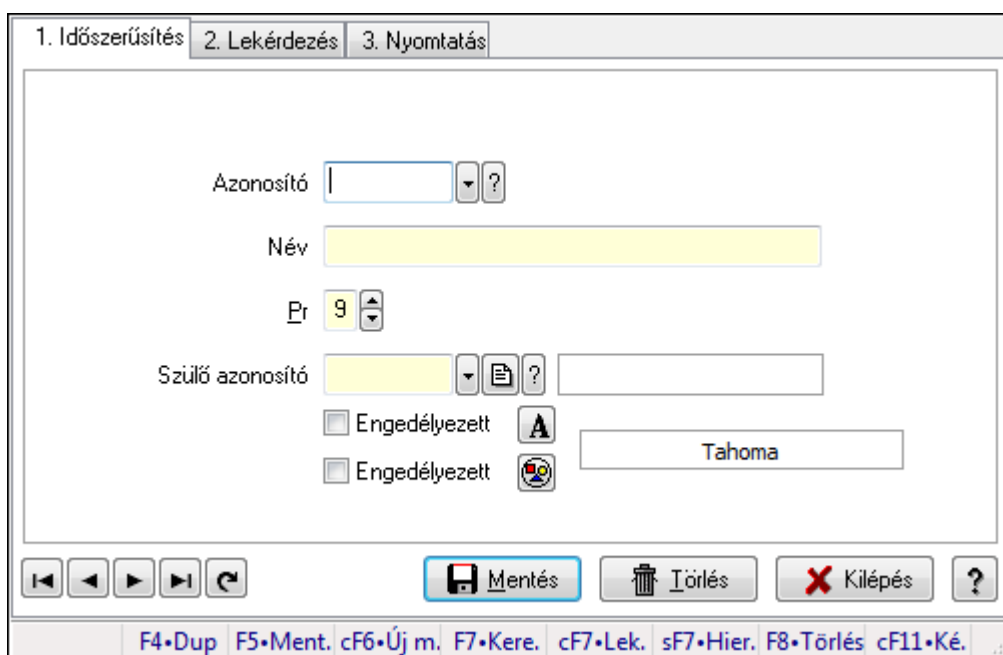 1. Időszerűsítés 2. Lekérdezés 3. Nyomtatás
Azonosító ?
Név
Pr 9
Szülő azonosító ?
Engedélyezett A
Tahoma
Engedélyezett
Mentés Törlés Kilépés ?
F4•Dup F5•Ment. cF6•Új m. F7•Kere. cF7•Lek. sF7•Hier. F8•Törlés cF11•Ké.